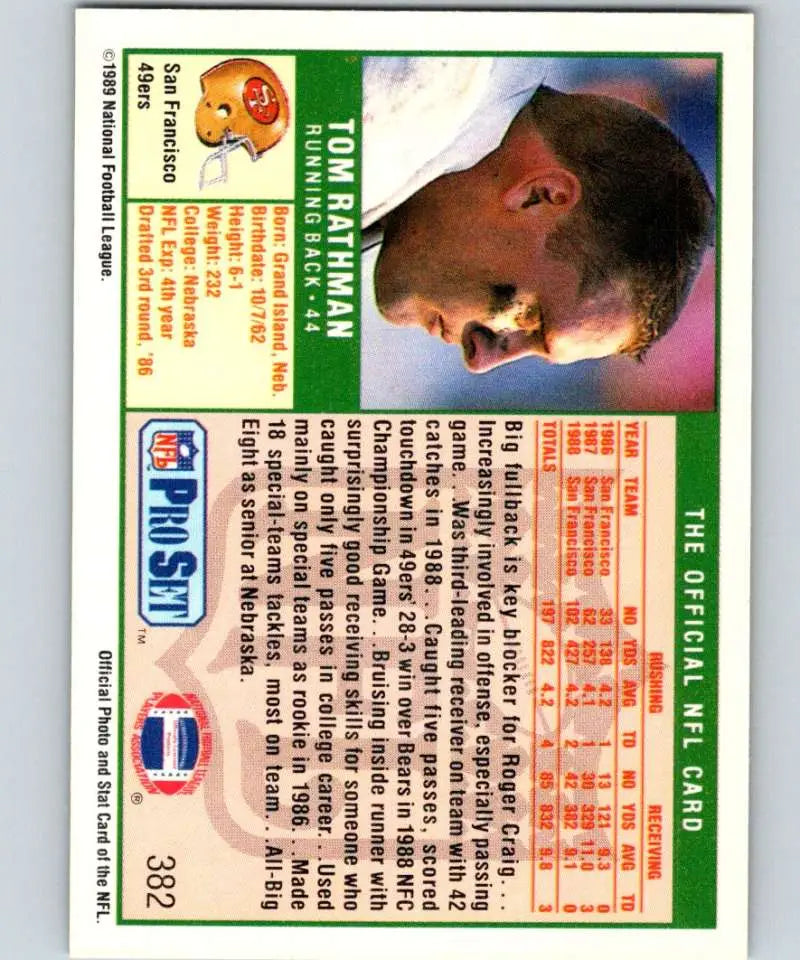 THE OFFICIAL NFL CARD
TOM RATHMAN
RUNNING BACK • 44
San Francisco
49ers
Born: Grand Island, Neb.
Birthdate: 10/7/62
Height: 6-1
Weight: 232
College: Nebraska
NFL Exp: 4th year
Drafted 3rd round, '86
RUSHING RECEIVING
YEAR TEAM NO YDS AVG TD NO YDS AVG TD
1986 San Francisco 33 138 4.2 1 13 121 9.3 0
1987 San Francisco 62 257 4.1 1 30 329 11.0 3
1988 San Francisco 102 427 4.2 2 42 382 9.1 0
TOTALS 197 822 4.2 4 85 832 9.8 3
Big fullback is key blocker for Roger Craig. . .
Increasingly involved in offense, especially passing
game. . .Was third-leading receiver on team with 42
catches in 1988. . .Caught five passes, scored
touchdown in 49ers' 28-3 win over Bears in 1988 NFC
Championship Game. . .Bruising inside runner with
surprisingly good receiving skills for someone who
caught only five passes in college career. . .Used
mainly on special teams as rookie in 1986. . .Made
18 special-teams tackles, most on team. . .All-Big
Eight as senior at Nebraska.
NFL PRO SET ™
NATIONAL FOOTBALL LEAGUE
PLAYERS ASSOCIATION
®
382
©1989 National Football League.
Official Photo and Stat Card of the NFL.